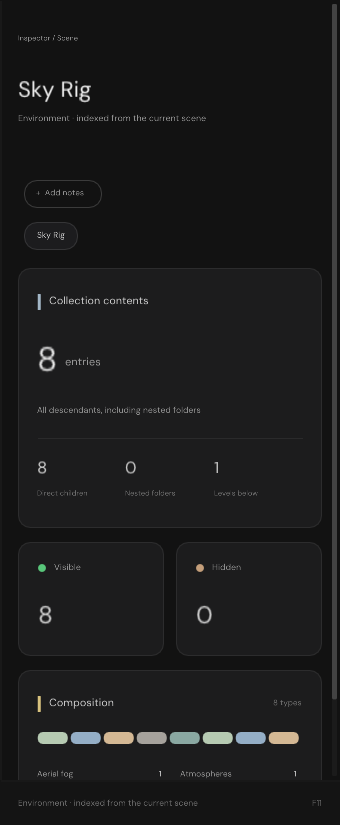 Inspector / Scene
Sky Rig
Environment · indexed from the current scene
+ Add notes
Sky Rig
Collection contents
8 entries
All descendants, including nested folders
8 0 1
Direct children Nested folders Levels below
Visible Hidden
8 0
Composition 8 types
Aerial fog 1 Atmospheres 1
Environment · indexed from the current scene F11